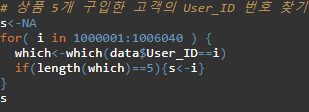 # 상품 5개 구입한 고객의 User_ID 번호 찾기
s<-NA
for( i in 1000001:1006040 ) {
  which<-which(data$User_ID==i)
  if(length(which)==5){s<-i}
}
s